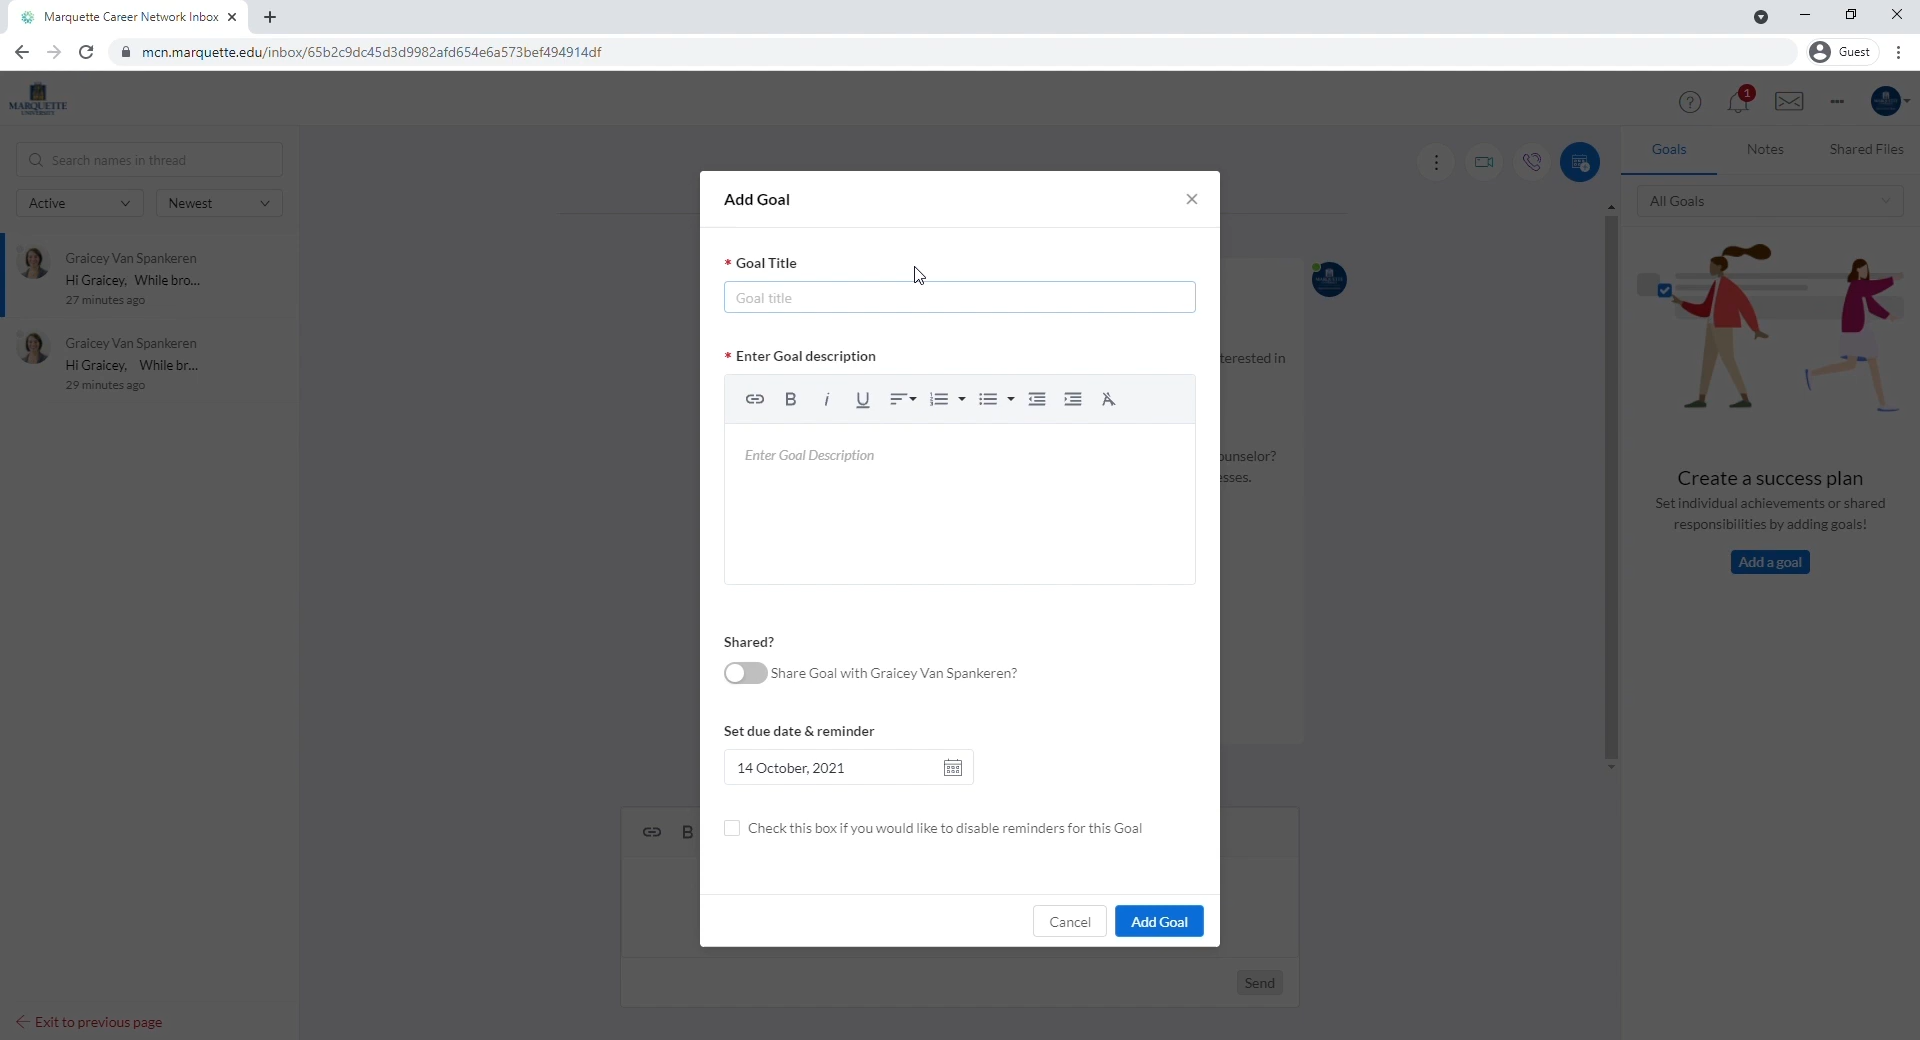 Marquette Career Network Inbox
mcn.marquette.edu/inbox/65b2c9dc45d3d9982afd654e6a573bef494914df
Guest
MARQUETTE
UNIVERSITY
1
Search names in thread
Active
Newest
Graicey Van Spankeren
Hi Graicey, While bro...
27 minutes ago
Graicey Van Spankeren
Hi Graicey, While br...
29 minutes ago
Exit to previous page
Add Goal
* Goal Title
Goal title
* Enter Goal description
B i U
Enter Goal Description
Shared?
Share Goal with Graicey Van Spankeren?
Set due date & reminder
14 October, 2021
Check this box if you would like to disable reminders for this Goal
Cancel
Add Goal
terested in
ounselor?
esses.
B
Send
Goals
Notes
Shared Files
All Goals
Create a success plan
Set individual achievements or shared
responsibilities by adding goals!
Add a goal